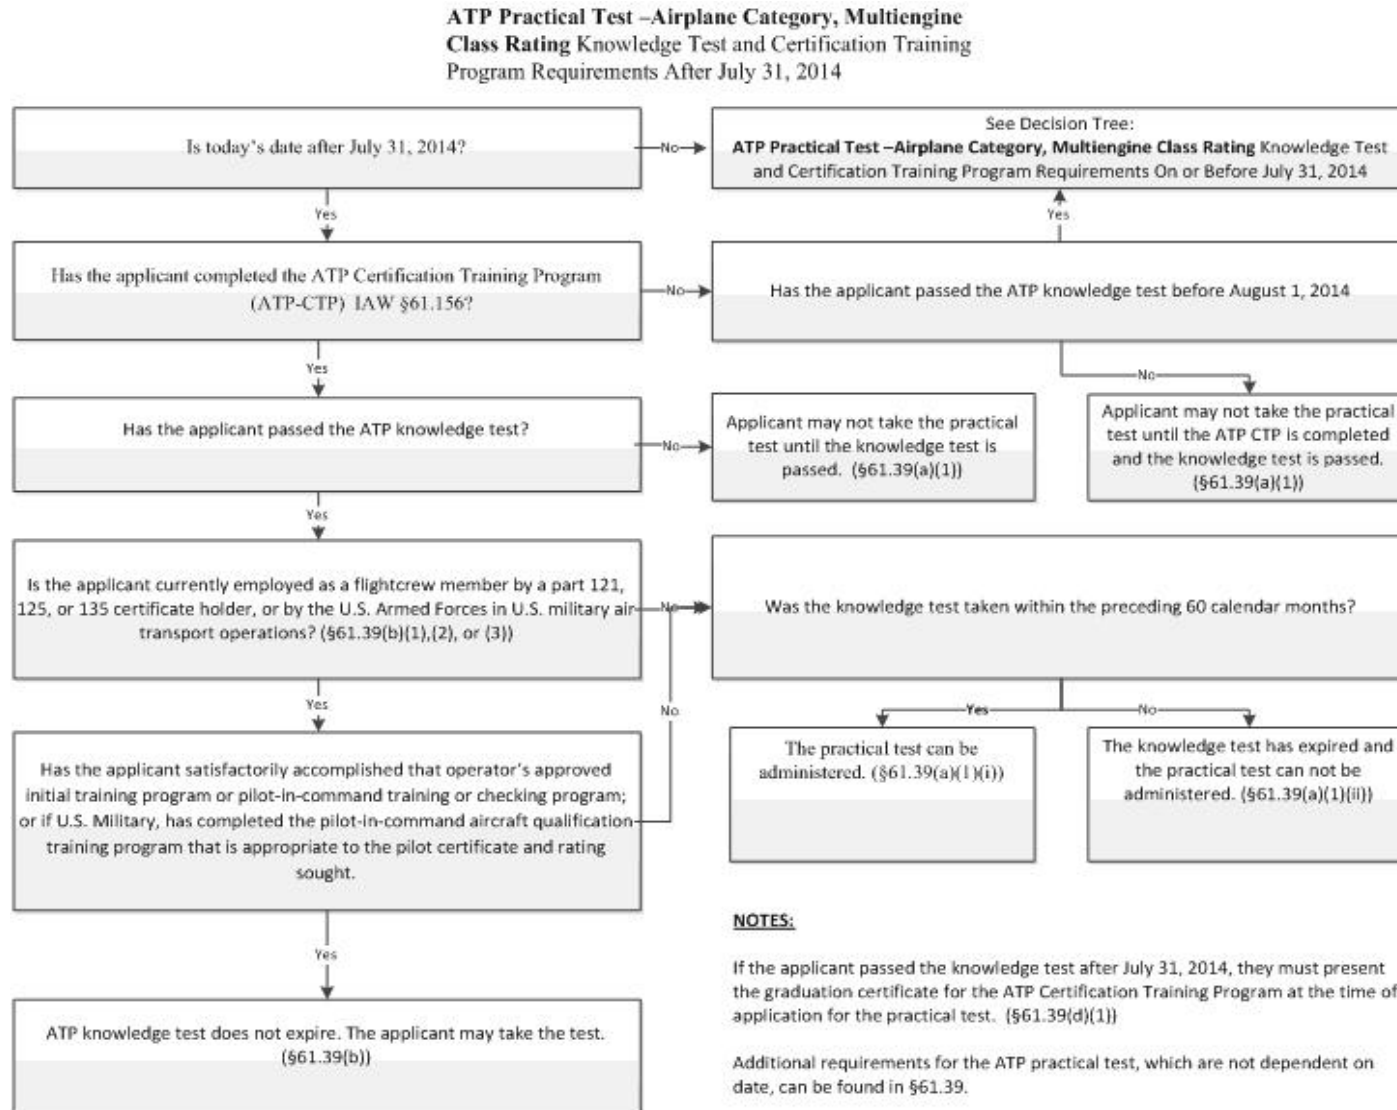 ATP Practical Test –Airplane Category, Multiengine
Class Rating Knowledge Test and Certification Training
Program Requirements After July 31, 2014
Is today's date after July 31, 2014?
No
See Decision Tree:
ATP Practical Test –Airplane Category, Multiengine Class Rating Knowledge Test
and Certification Training Program Requirements On or Before July 31, 2014
Yes
Yes
Has the applicant completed the ATP Certification Training Program
(ATP-CTP) IAW §61.156?
No
Has the applicant passed the ATP knowledge test before August 1, 2014
Yes
No
Has the applicant passed the ATP knowledge test?
No
Applicant may not take the practical
test until the knowledge test is
passed. (§61.39(a)(1))
Applicant may not take the practical
test until the ATP CTP is completed
and the knowledge test is passed.
(§61.39(a)(1))
Yes
Is the applicant currently employed as a flightcrew member by a part 121,
125, or 135 certificate holder, or by the U.S. Armed Forces in U.S. military air
transport operations? (§61.39(b)(1),(2), or (3))
No
Was the knowledge test taken within the preceding 60 calendar months?
Yes
No
Yes
No
Has the applicant satisfactorily accomplished that operator's approved
initial training program or pilot-in-command training or checking program;
or if U.S. Military, has completed the pilot-in-command aircraft qualification
training program that is appropriate to the pilot certificate and rating
sought.
The practical test can be
administered. (§61.39(a)(1)(i))
The knowledge test has expired and
the practical test can not be
administered. (§61.39(a)(1)(ii))
Yes
ATP knowledge test does not expire. The applicant may take the test.
(§61.39(b))
NOTES:
If the applicant passed the knowledge test after July 31, 2014, they must present
the graduation certificate for the ATP Certification Training Program at the time of
application for the practical test. (§61.39(d)(1))
Additional requirements for the ATP practical test, which are not dependent on
date, can be found in §61.39.